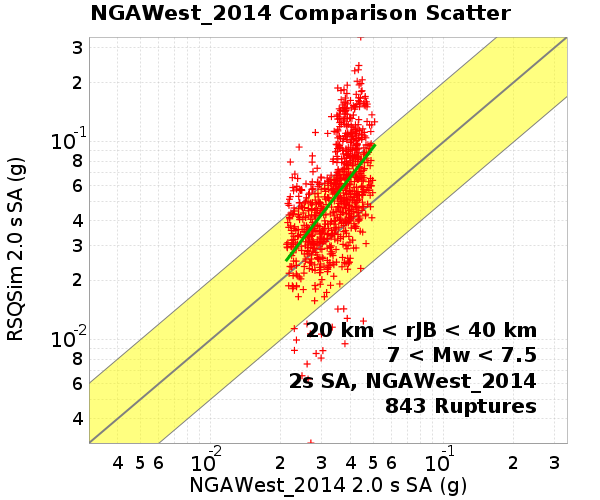 NGAWest_2014 Comparison Scatter
RSQSim 2.0 s SA (g)
3
2
10^-1
8
6
4
3
2
10^-2
8
6
4
20 km < rJB < 40 km
7 < Mw < 7.5
2s SA, NGAWest_2014
843 Ruptures
4 5 6 10^-2 2 3 4 5 6 10^-1 2 3
NGAWest_2014 2.0 s SA (g)